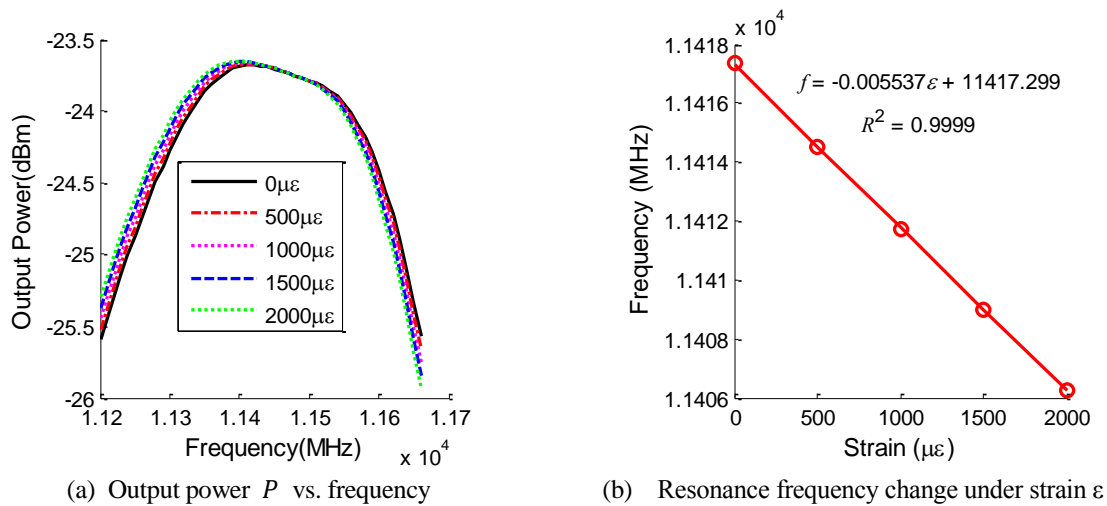 -23.5
-24
-24.5
-25
-25.5
-26
Output Power(dBm)
0με
500με
1000με
1500με
2000με
1.12
1.13
1.14
1.15
1.16
1.17
Frequency(MHz)
x 10^4
(a) Output power P vs. frequency
x 10^4
1.1418
1.1416
1.1414
1.1412
1.141
1.1408
1.1406
Frequency (MHz)
f = -0.005537ε + 11417.299
R^2 = 0.9999
0
500
1000
1500
2000
Strain (με)
(b) Resonance frequency change under strain ε